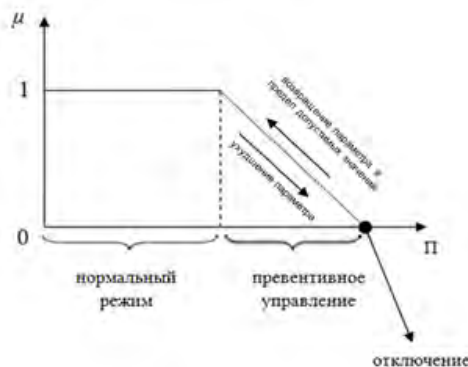 μ
1
возвращение параметра в
предел допустимых значений
ухудшение параметра
0
П
нормальный
режим
превентивное
управление
отключение